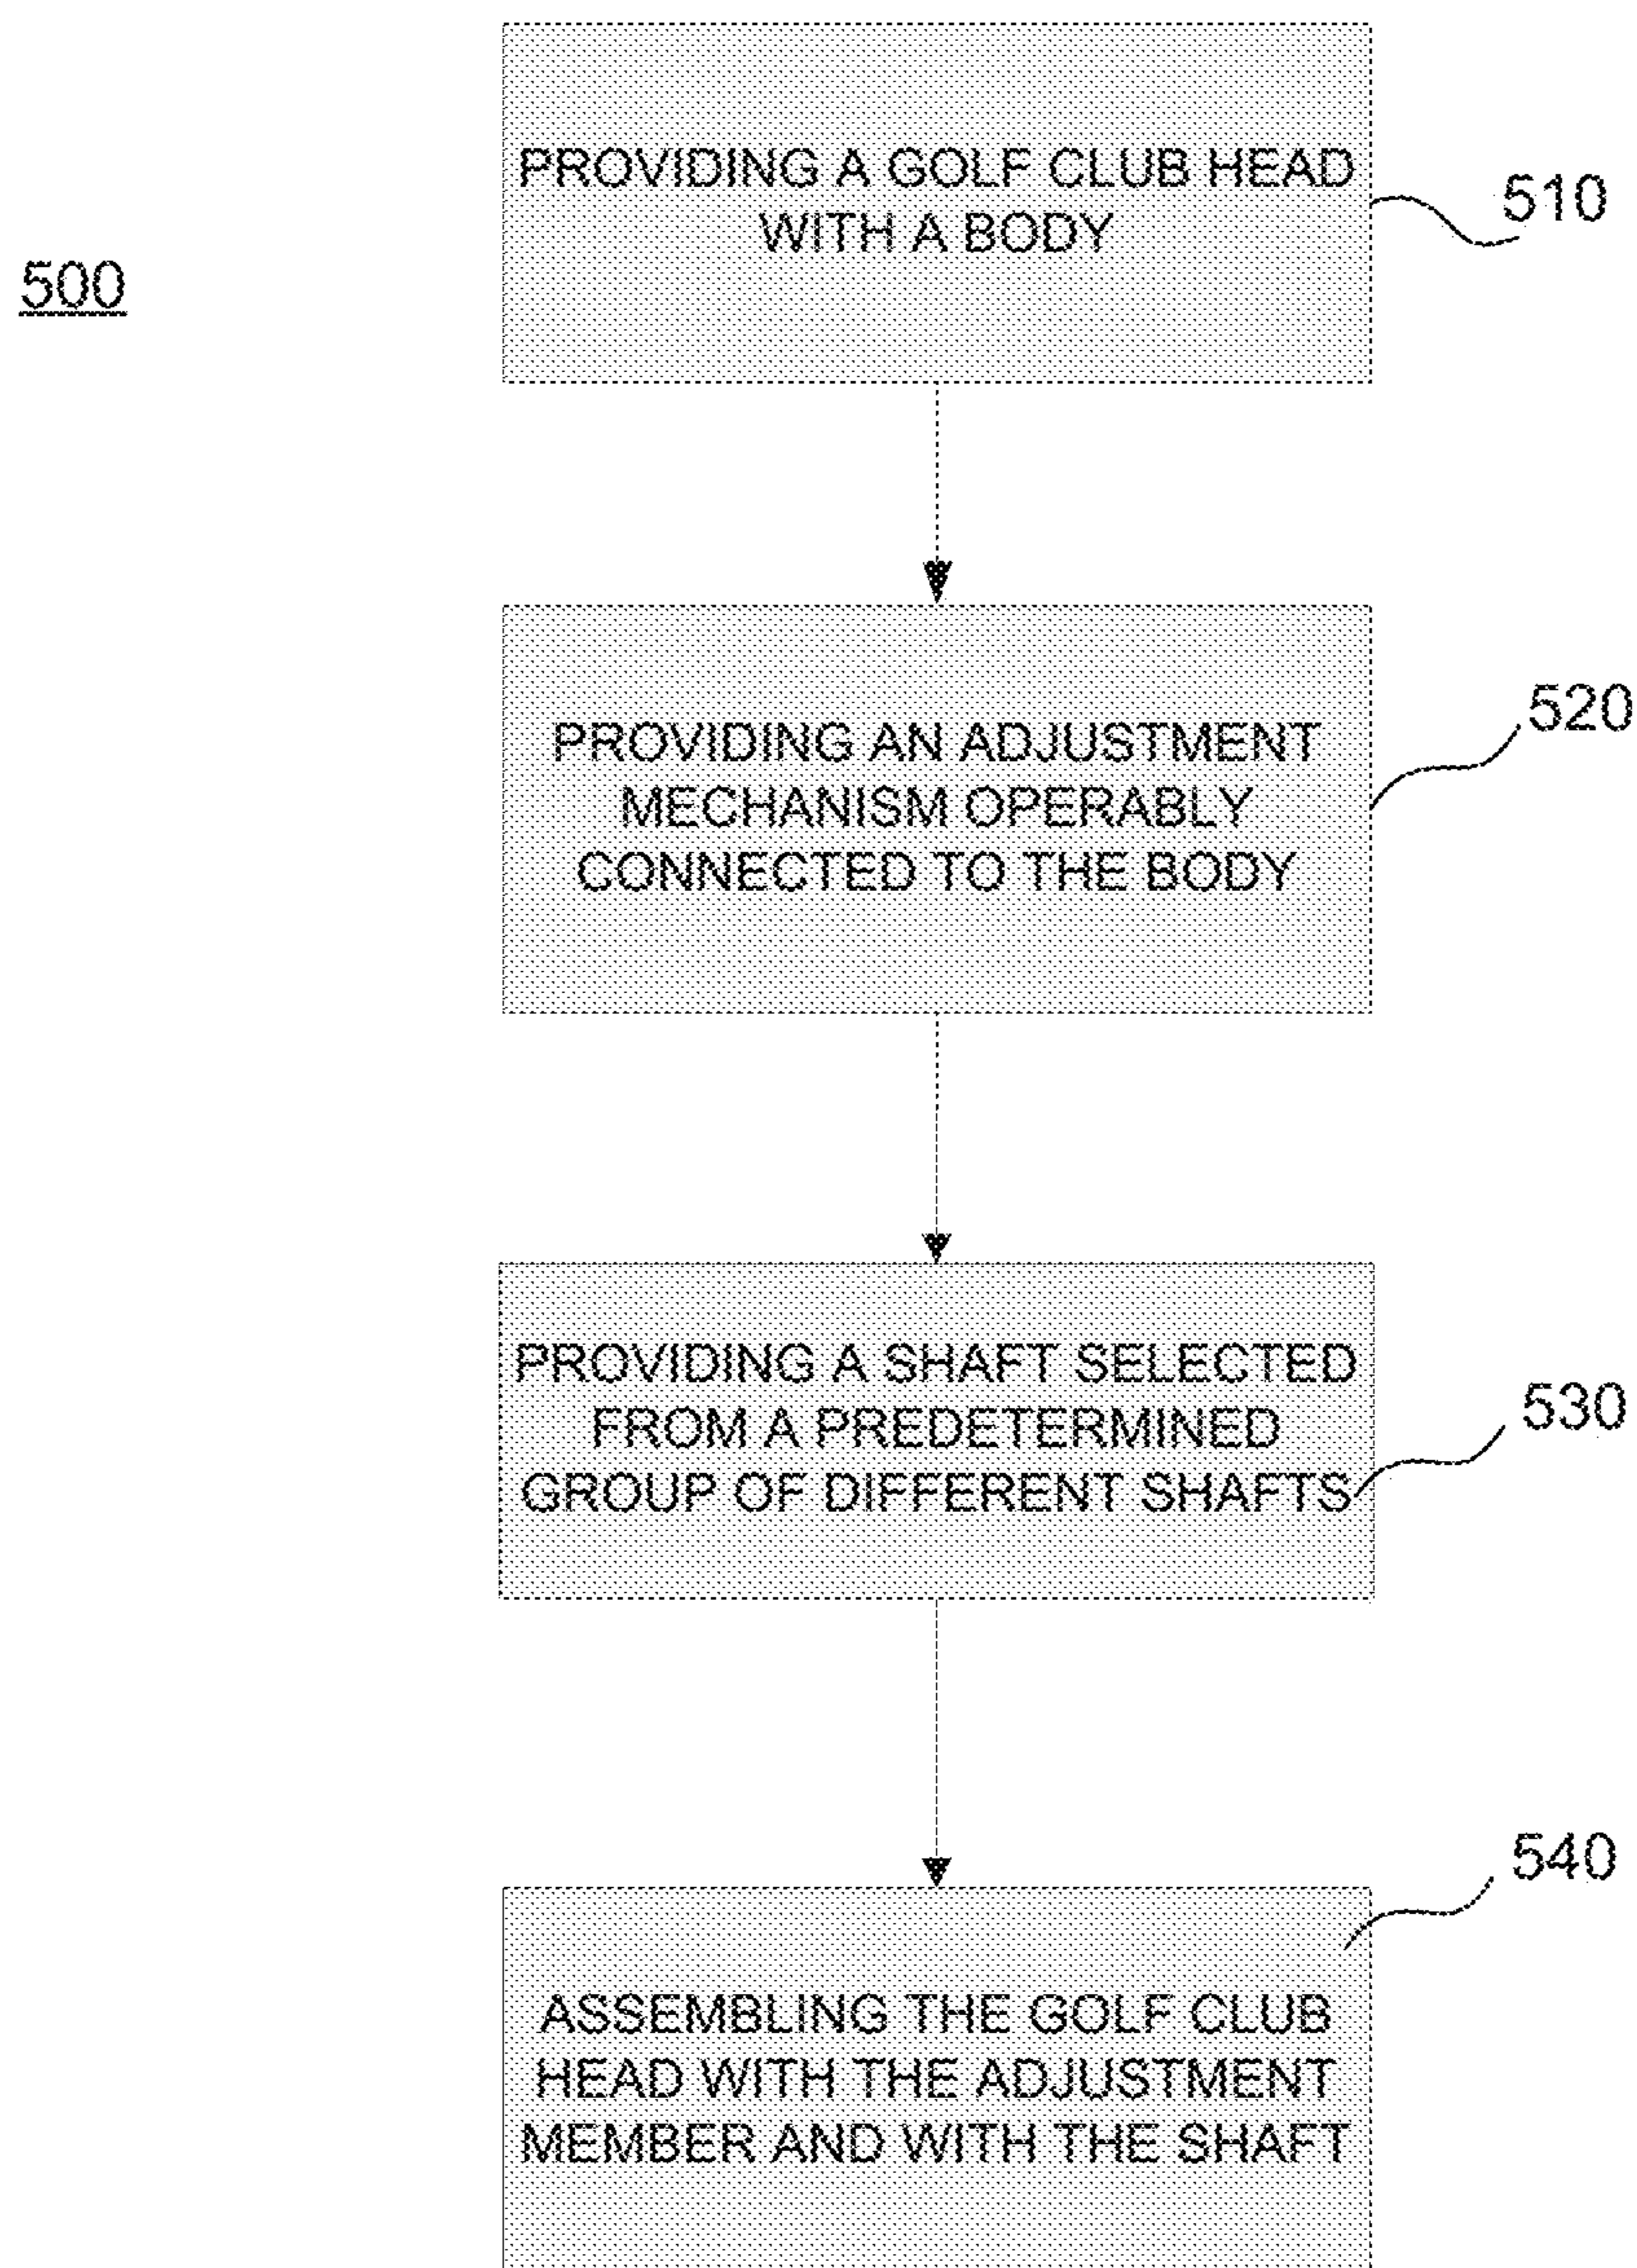 PROVIDING A GOLF CLUB HEAD
WITH A BODY
510
500
PROVIDING AN ADJUSTMENT
MECHANISM OPERABLY
CONNECTED TO THE BODY
520
PROVIDING A SHAFT SELECTED
FROM A PREDETERMINED
GROUP OF DIFFERENT SHAFTS
530
540
ASSEMBLING THE GOLF CLUB
HEAD WITH THE ADJUSTMENT
MEMBER AND WITH THE SHAFT